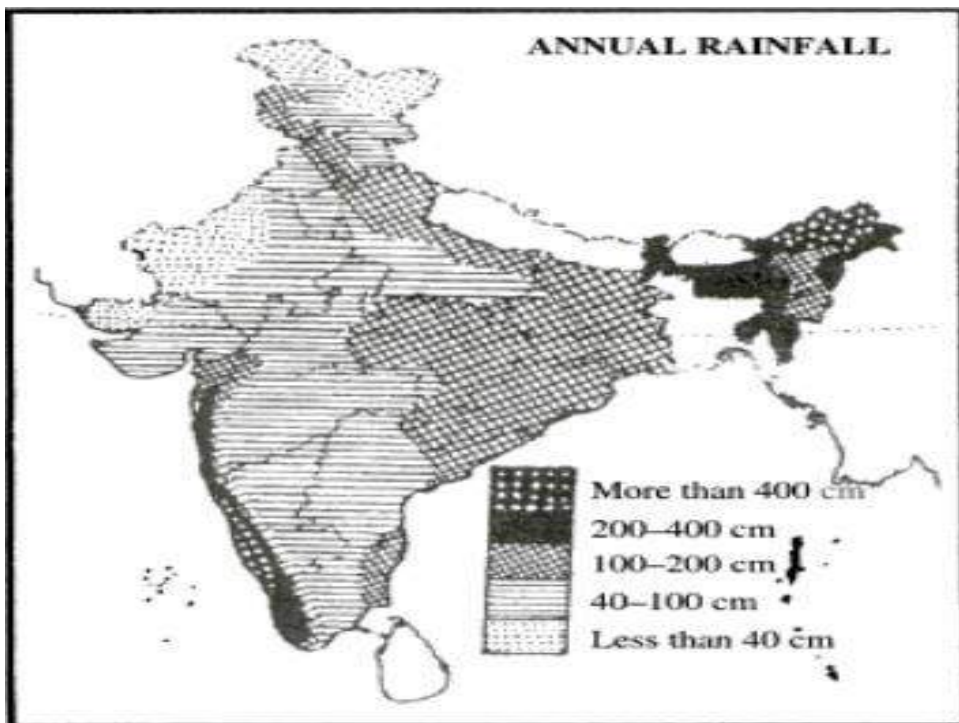 ANNUAL RAINFALL
More than 400 cm
200–400 cm
100–200 cm
40–100 cm
Less than 40 cm